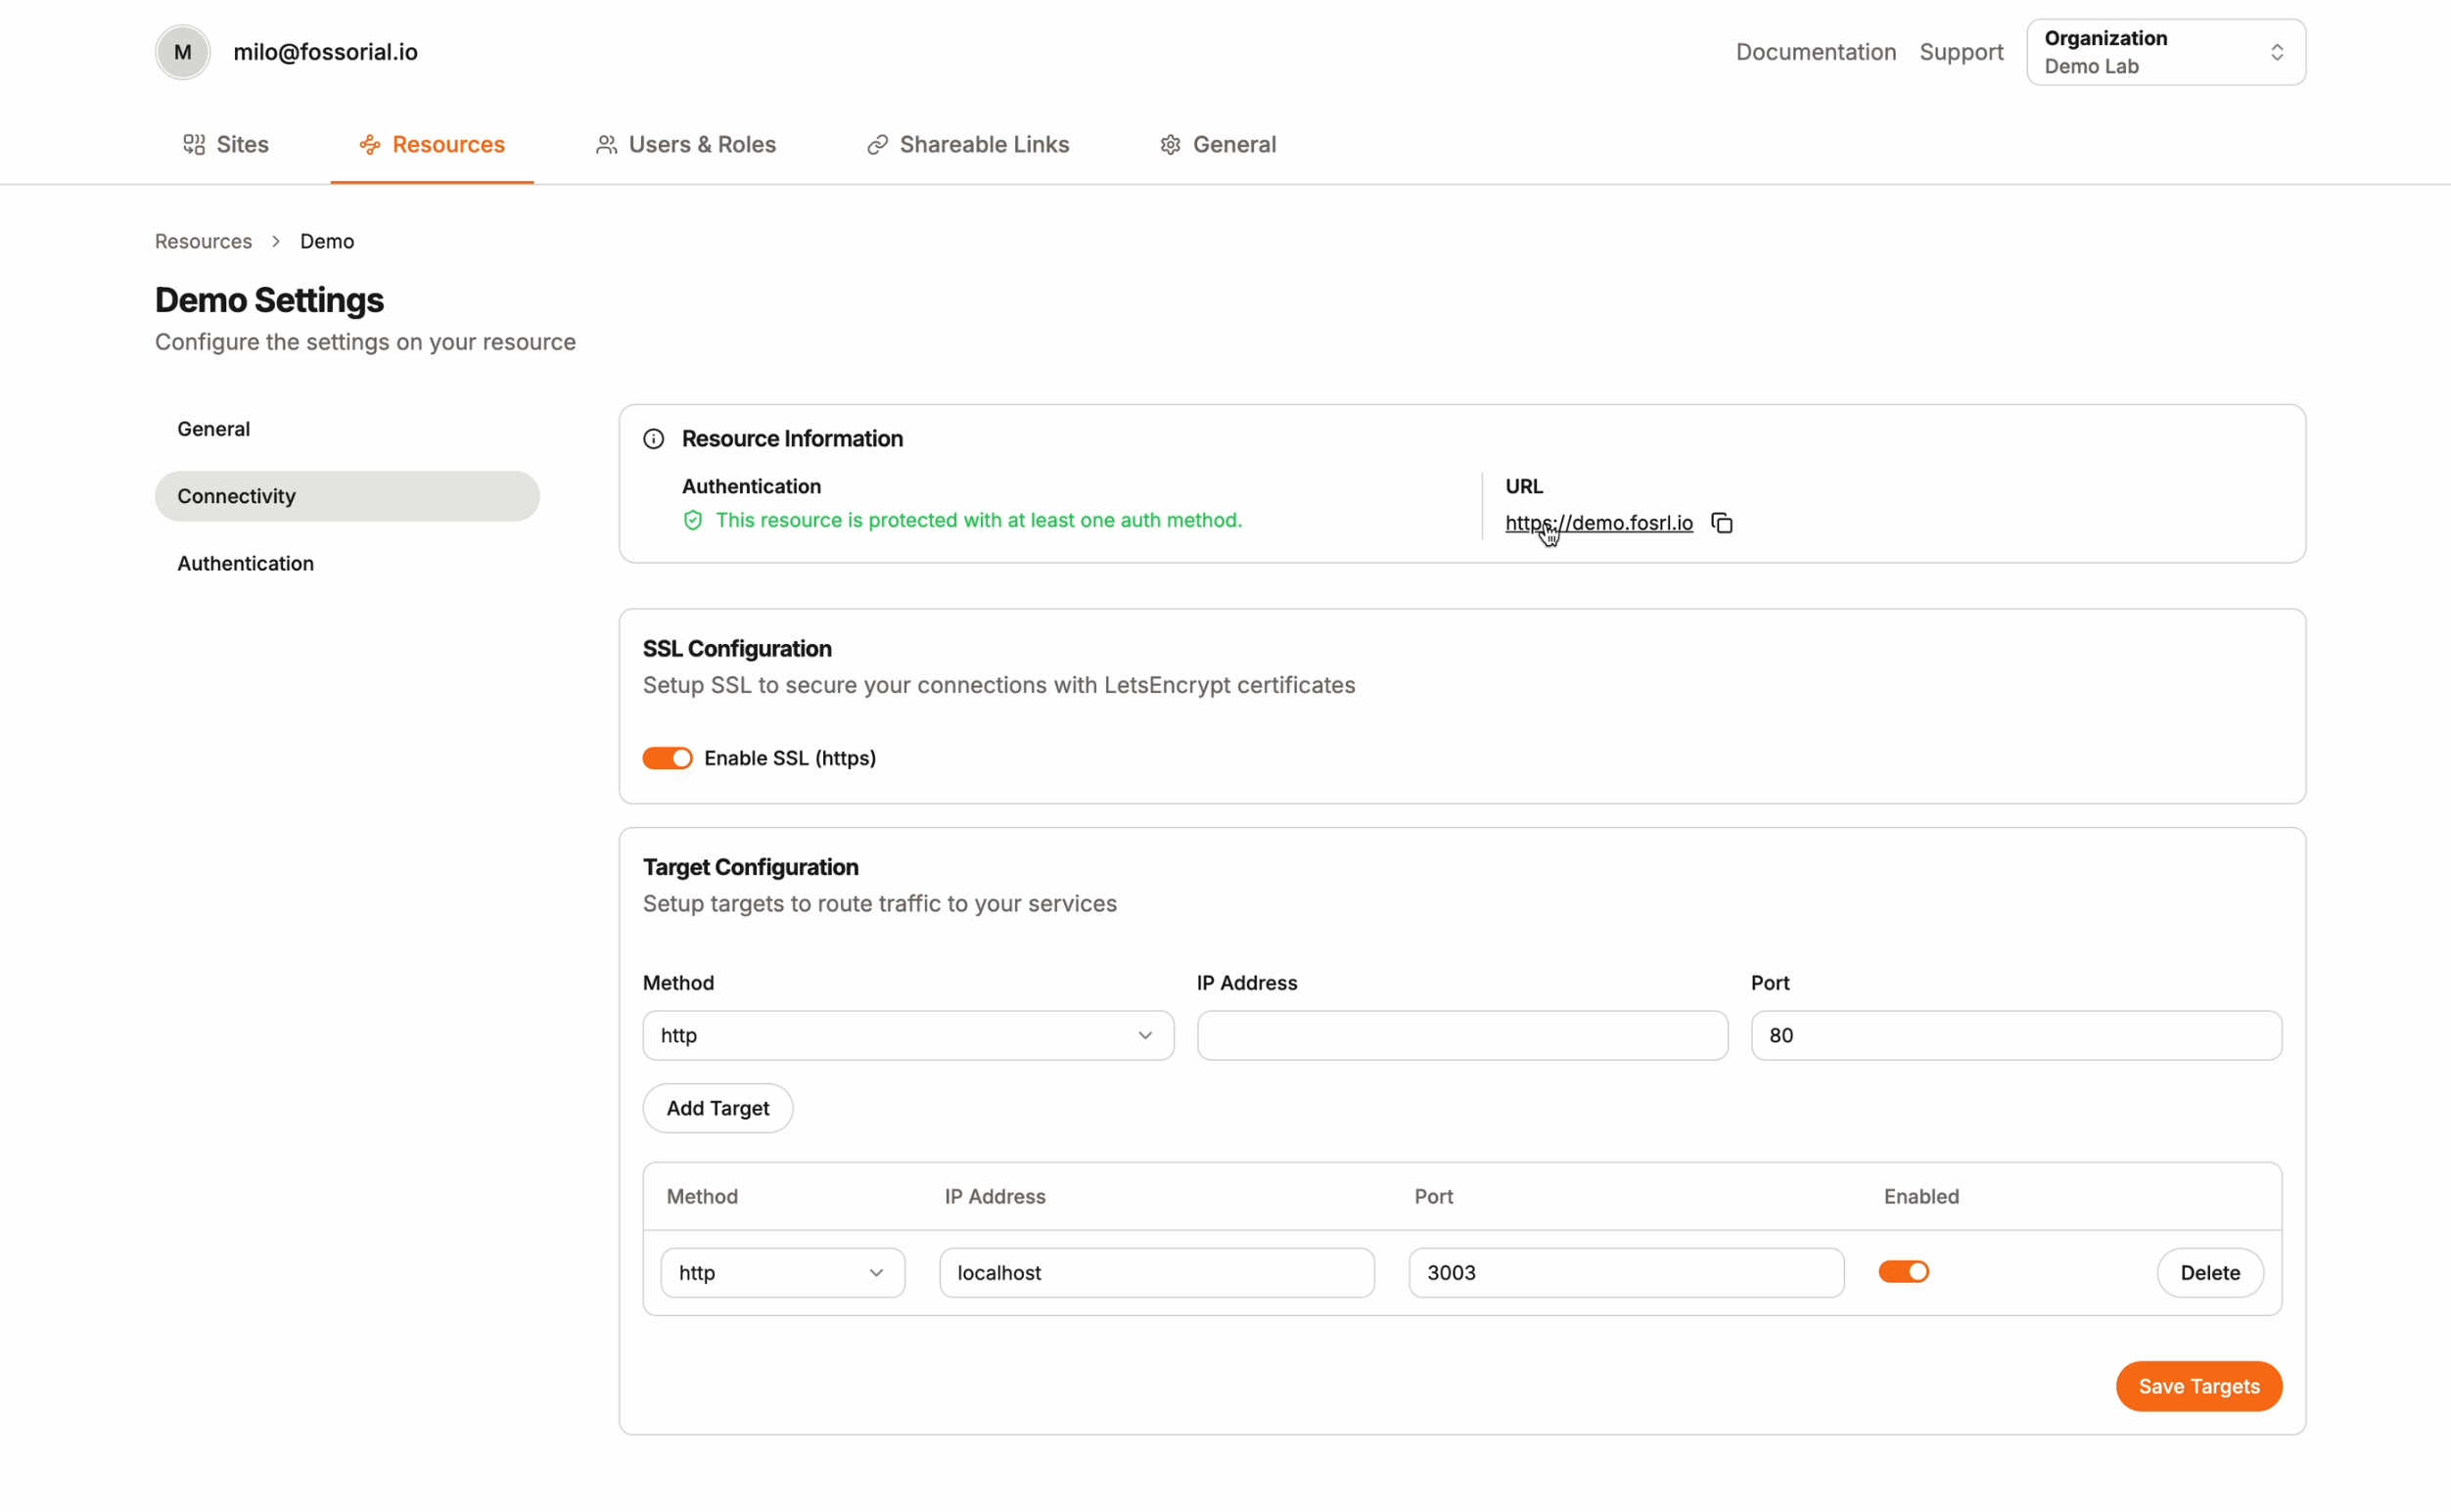 M milo@fossorial.io
Documentation Support
Organization
Demo Lab
Sites Resources Users & Roles Shareable Links General
Resources > Demo
Demo Settings
Configure the settings on your resource
General
Connectivity
Authentication
Resource Information
Authentication
This resource is protected with at least one auth method.
URL
https://demo.fosrl.io
SSL Configuration
Setup SSL to secure your connections with LetsEncrypt certificates
Enable SSL (https)
Target Configuration
Setup targets to route traffic to your services
Method IP Address Port
http 80
Add Target
Method IP Address Port Enabled
http localhost 3003 Delete
Save Targets